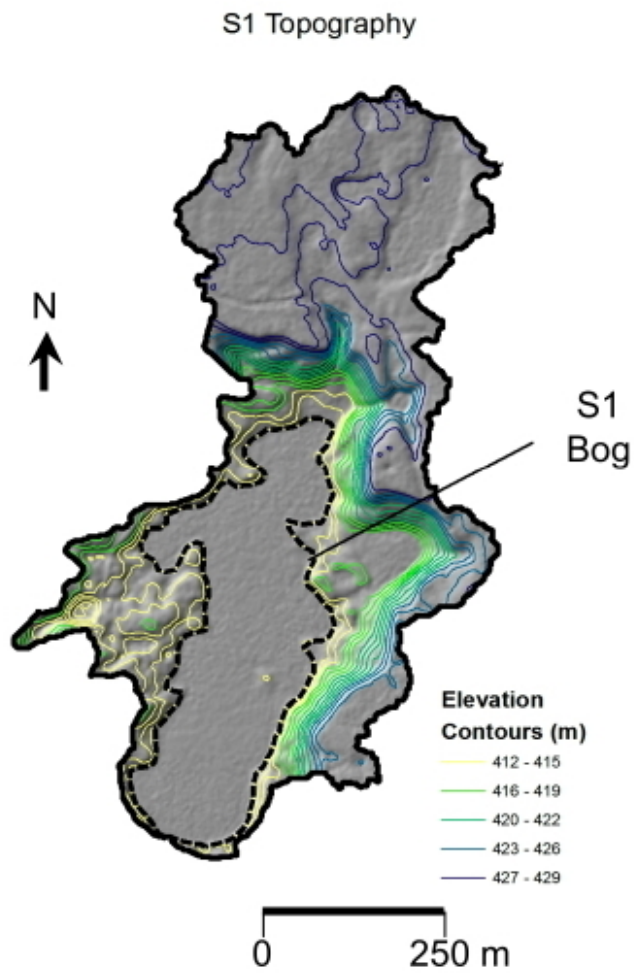 S1 Topography
N
S1
Bog
Elevation
Contours (m)
412 - 415
416 - 419
420 - 422
423 - 426
427 - 429
0 250 m